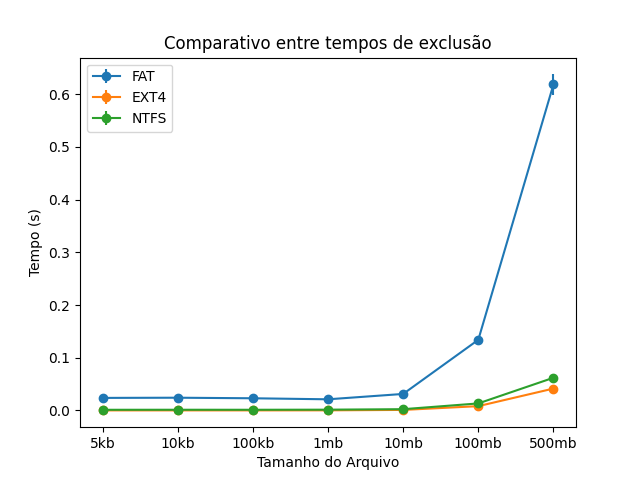 Comparativo entre tempos de exclusão
FAT
EXT4
NTFS
Tempo (s)
0.6
0.5
0.4
0.3
0.2
0.1
0.0
5kb 10kb 100kb 1mb 10mb 100mb 500mb
Tamanho do Arquivo